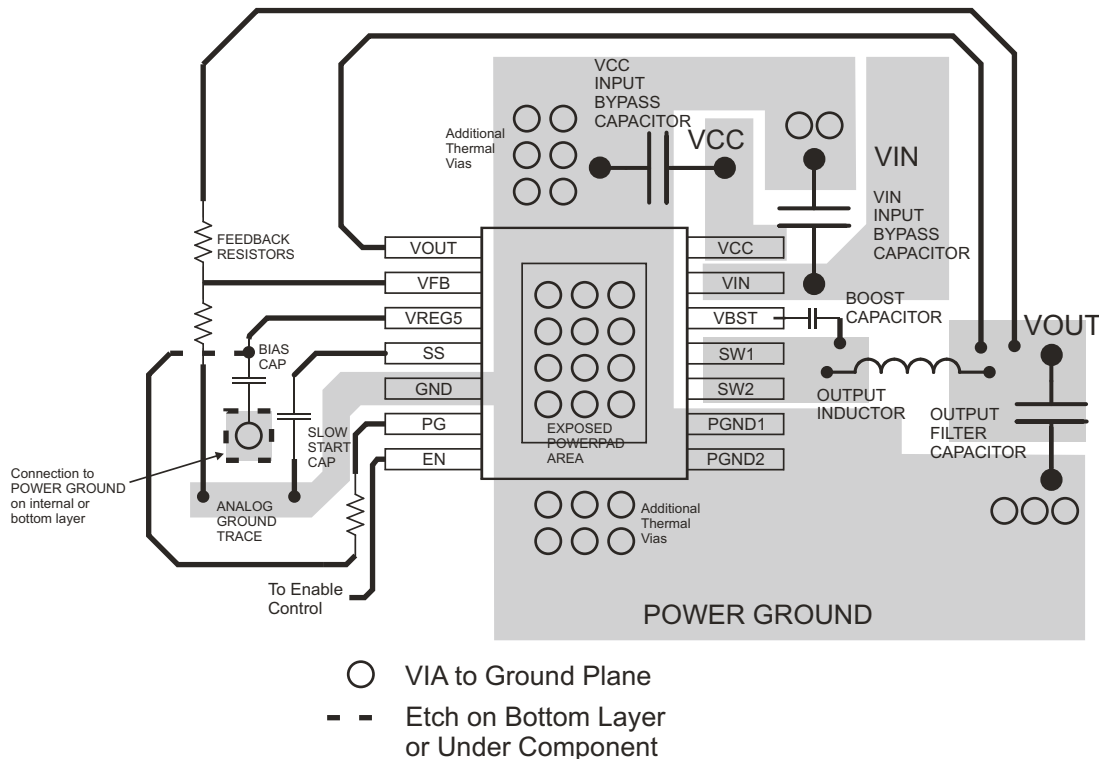 VCC
INPUT
BYPASS
CAPACITOR
Additional
Thermal
Vias
VCC
VIN
VIN
INPUT
BYPASS
CAPACITOR
FEEDBACK
RESISTORS
VOUT
VFB
VREG5
SS
GND
PG
EN
VCC
VIN
VBST
SW1
SW2
PGND1
PGND2
BOOST
CAPACITOR
VOUT
BIAS
CAP
SLOW
START
CAP
EXPOSED
POWERPAD
AREA
OUTPUT
INDUCTOR
OUTPUT
FILTER
CAPACITOR
Connection to
POWER GROUND
on internal or
bottom layer
ANALOG
GROUND
TRACE
Additional
Thermal
Vias
To Enable
Control
POWER GROUND
VIA to Ground Plane
Etch on Bottom Layer
or Under Component